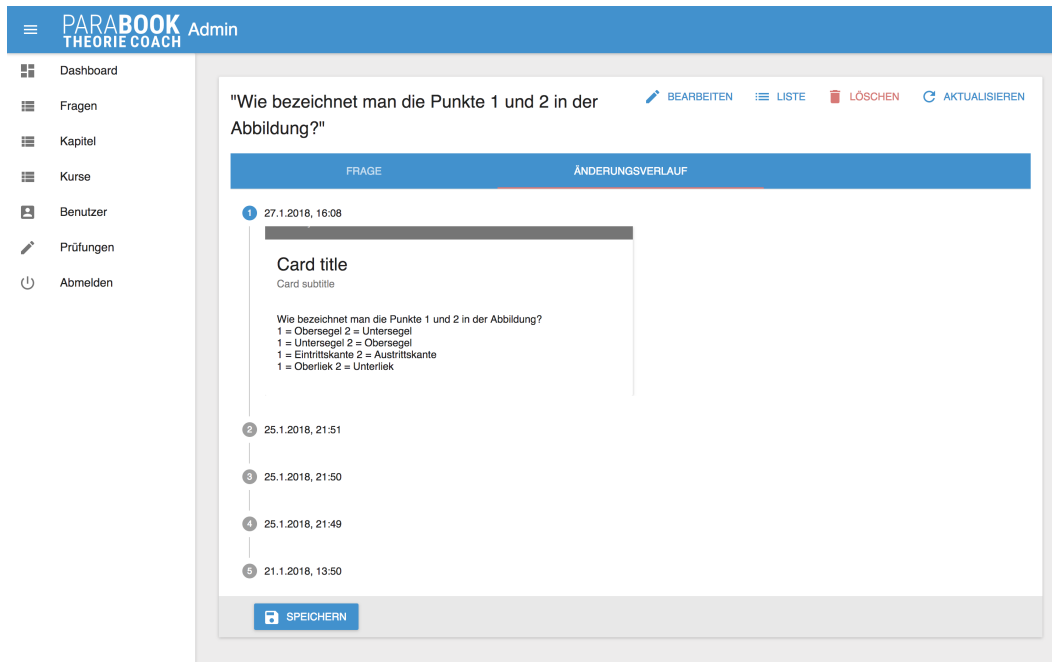 PARABOOK
THEORIE COACH
Admin
Dashboard
Fragen
Kapitel
Kurse
Benutzer
Prüfungen
Abmelden
"Wie bezeichnet man die Punkte 1 und 2 in der
Abbildung?"
BEARBEITEN
LISTE
LÖSCHEN
AKTUALISIEREN
FRAGE
ÄNDERUNGSVERLAUF
1 27.1.2018, 16:08
Card title
Card subtitle
Wie bezeichnet man die Punkte 1 und 2 in der Abbildung?
1 = Obersegel 2 = Untersegel
1 = Untersegel 2 = Obersegel
1 = Eintrittskante 2 = Austrittskante
1 = Oberliek 2 = Unterliek
2 25.1.2018, 21:51
3 25.1.2018, 21:50
4 25.1.2018, 21:49
5 21.1.2018, 13:50
SPEICHERN